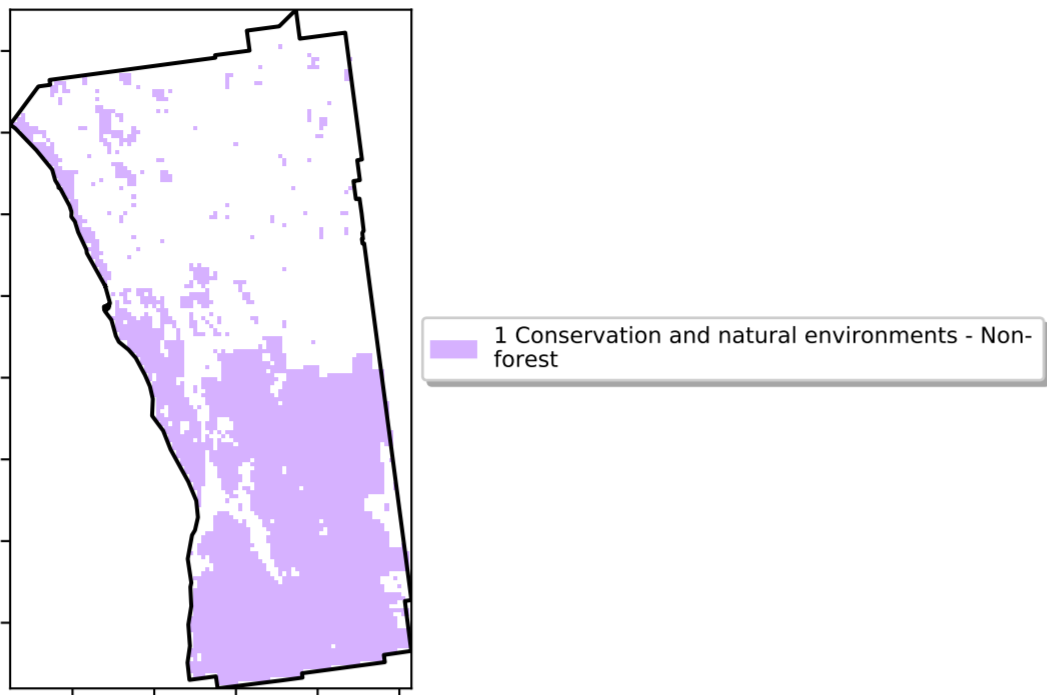 1 Conservation and natural environments - Non-
forest